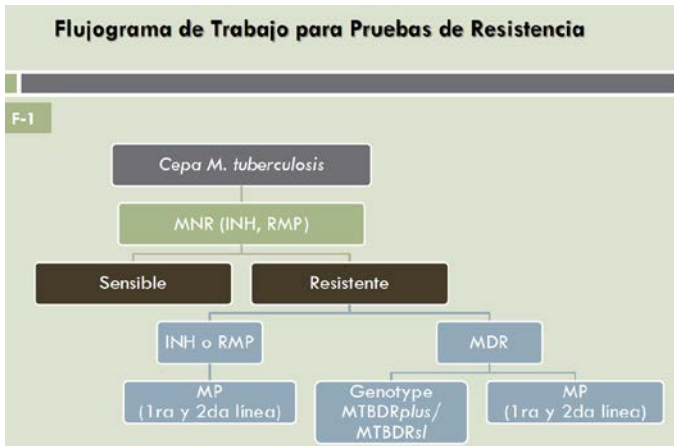 Flujograma de Trabajo para Pruebas de Resistencia
F-1
Cepa M. tuberculosis
MNR (INH, RMP)
Sensible
Resistente
INH o RMP
MDR
MP
(1ra y 2da línea)
Genotype
MTBDRplus/
MTBDRsl
MP
(1ra y 2da línea)